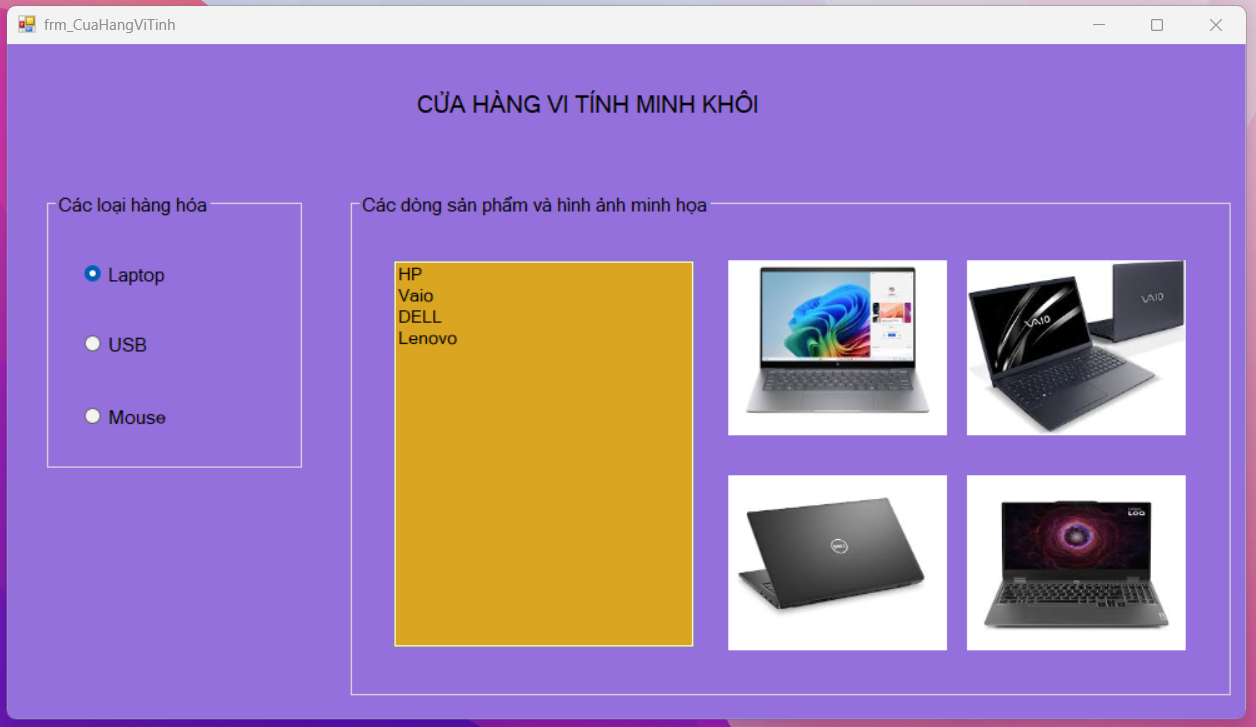 frm_CuaHangViTinh
CỬA HÀNG VI TÍNH MINH KHÔI
Các loại hàng hóa
Laptop
USB
Mouse
Các dòng sản phẩm và hình ảnh minh họa
HP
Vaio
DELL
Lenovo
VAIO
VAIO
DELL
LOQ